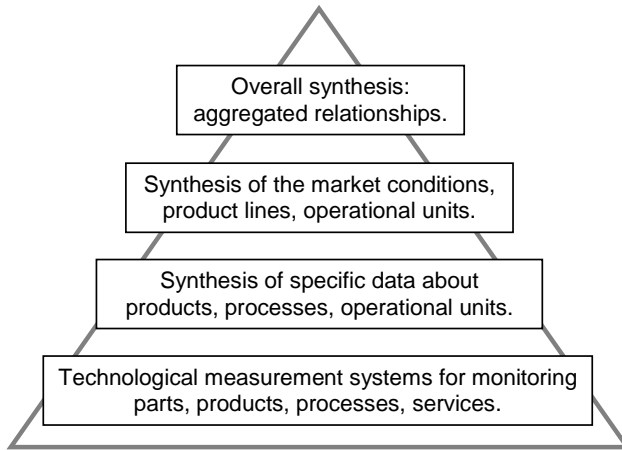 Overall synthesis:
aggregated relationships.
Synthesis of the market conditions,
product lines, operational units.
Synthesis of specific data about
products, processes, operational units.
Technological measurement systems for monitoring
parts, products, processes, services.